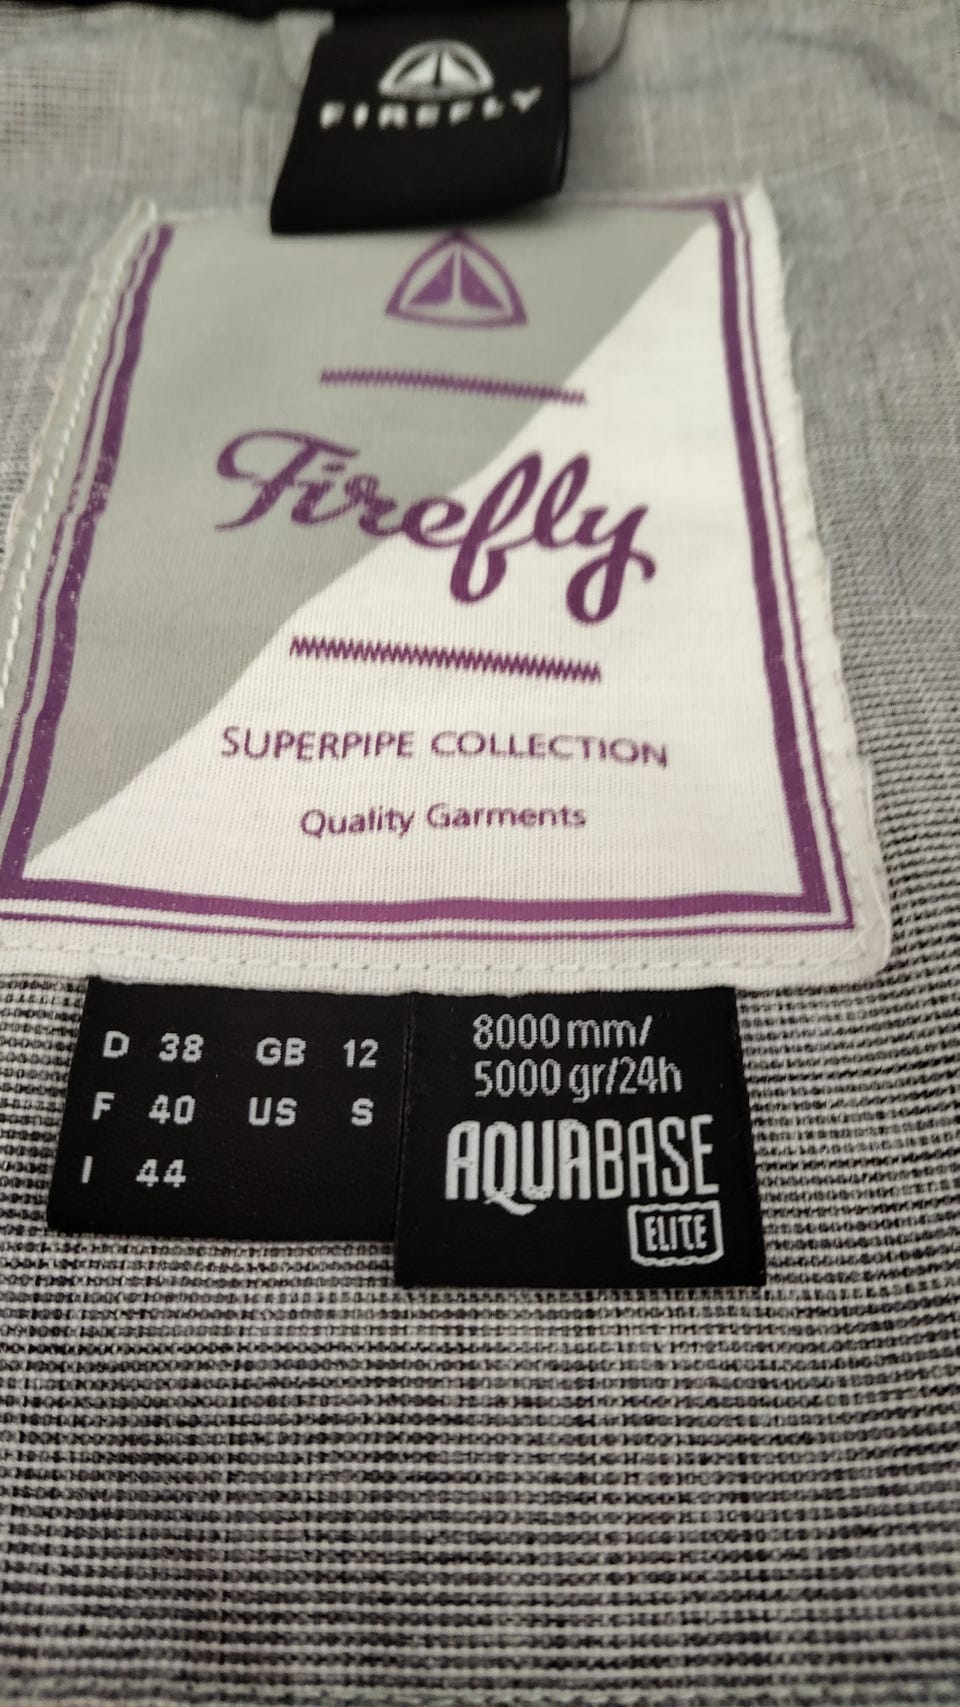 FIREFLY
Firefly
SUPERPIPE COLLECTION
Quality Garments
D 38 GB 12
F 40 US S
I 44
8000 mm/
5000 gr/24h
AQUABASE
ELITE